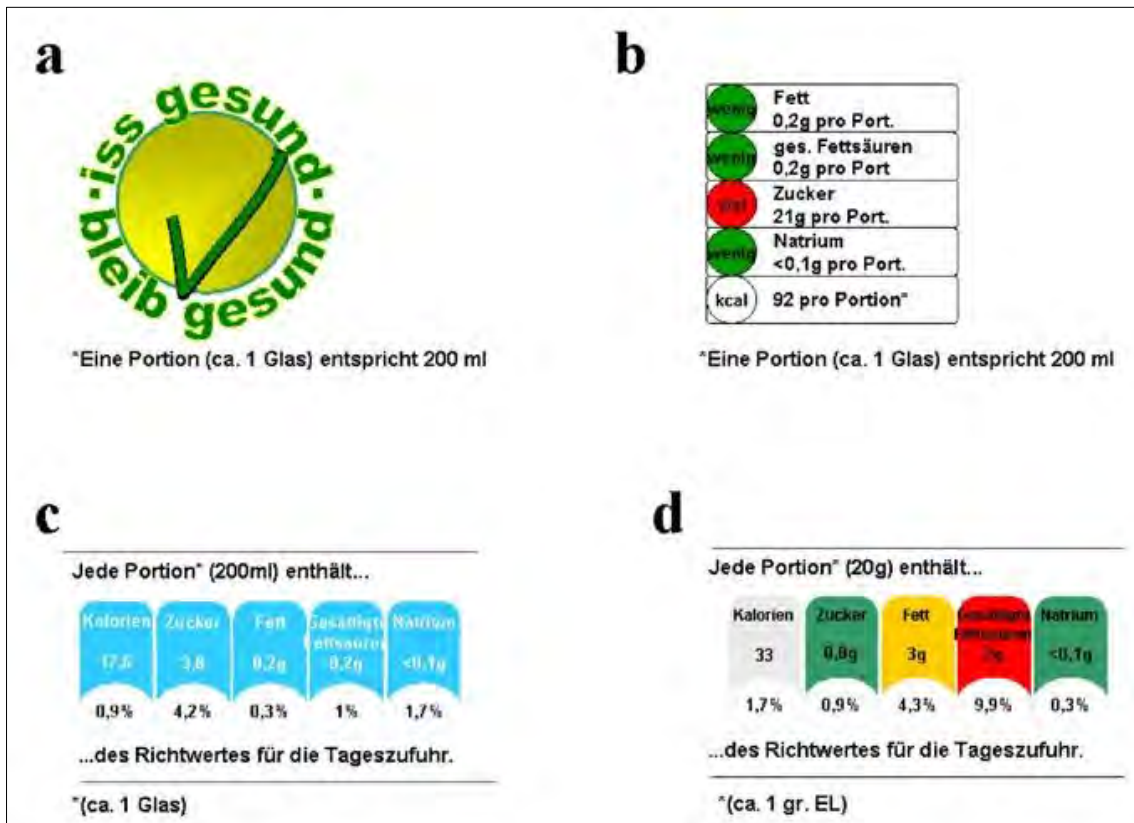 a
·iss gesund·
bleib gesund
*Eine Portion (ca. 1 Glas) entspricht 200 ml
b
wenig Fett
0,2g pro Port.
wenig ges. Fettsäuren
0,2g pro Port
viel Zucker
21g pro Port.
wenig Natrium
<0,1g pro Port.
kcal 92 pro Portion*
*Eine Portion (ca. 1 Glas) entspricht 200 ml
c
Jede Portion* (200ml) enthält...
Kalorien Zucker Fett Gesättigte Fettsäuren Natrium
17,6 3,8 0,2g 0,2g <0,1g
0,9% 4,2% 0,3% 1% 1,7%
...des Richtwertes für die Tageszufuhr.
*(ca. 1 Glas)
d
Jede Portion* (20g) enthält...
Kalorien Zucker Fett Gesättigte Fettsäuren Natrium
33 0,8g 3g 2g <0,1g
1,7% 0,9% 4,3% 9,9% 0,3%
...des Richtwertes für die Tageszufuhr.
*(ca. 1 gr. EL)